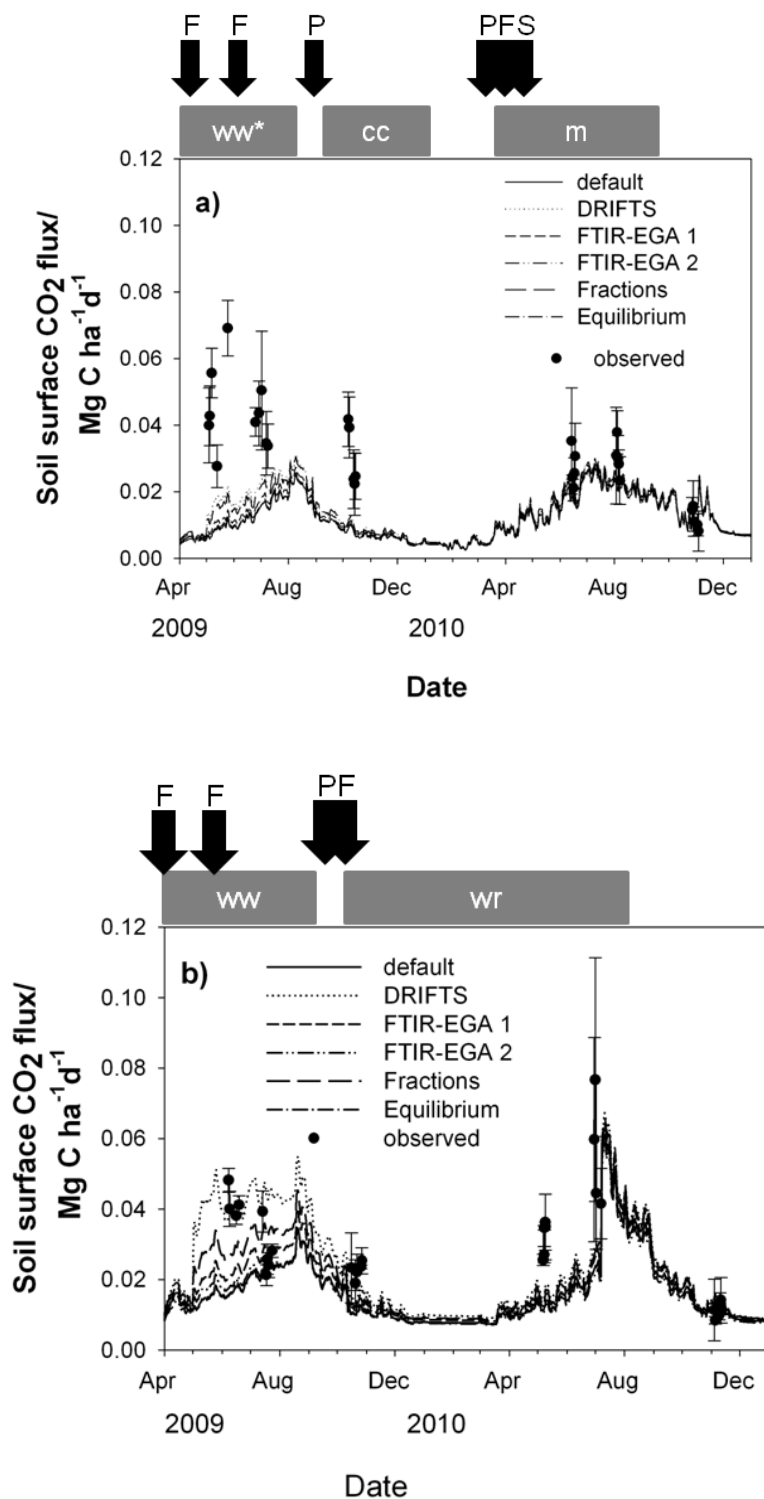 F F P PFS
ww* cc m
a)
0.12
0.10
0.08
0.06
0.04
0.02
0.00
Soil surface CO2 flux/
Mg C ha-1d-1
default
DRIFTS
FTIR-EGA 1
FTIR-EGA 2
Fractions
Equilibrium
observed
Apr Aug Dec Apr Aug Dec
2009 2010
Date
F F PF
ww wr
b)
0.12
0.10
0.08
0.06
0.04
0.02
0.00
Soil surface CO2 flux/
Mg C ha-1d-1
default
DRIFTS
FTIR-EGA 1
FTIR-EGA 2
Fractions
Equilibrium
observed
Apr Aug Dec Apr Aug Dec
2009 2010
Date